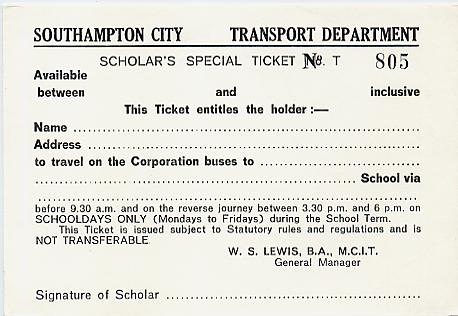 SOUTHAMPTON CITY TRANSPORT DEPARTMENT
SCHOLAR'S SPECIAL TICKET No. T 805
Available
between and inclusive
This Ticket entitles the holder :—
Name ......................................................
Address ......................................................
to travel on the Corporation buses to ..............................
...................................................... School via
......................................................
before 9.30 a.m. and on the reverse journey between 3.30 p.m. and 6 p.m. on
SCHOOLDAYS ONLY (Mondays to Fridays) during the School Term.
This Ticket is issued subject to Statutory rules and regulations and is
NOT TRANSFERABLE.
W. S. LEWIS, B.A., M.C.I.T.
General Manager
Signature of Scholar ......................................................